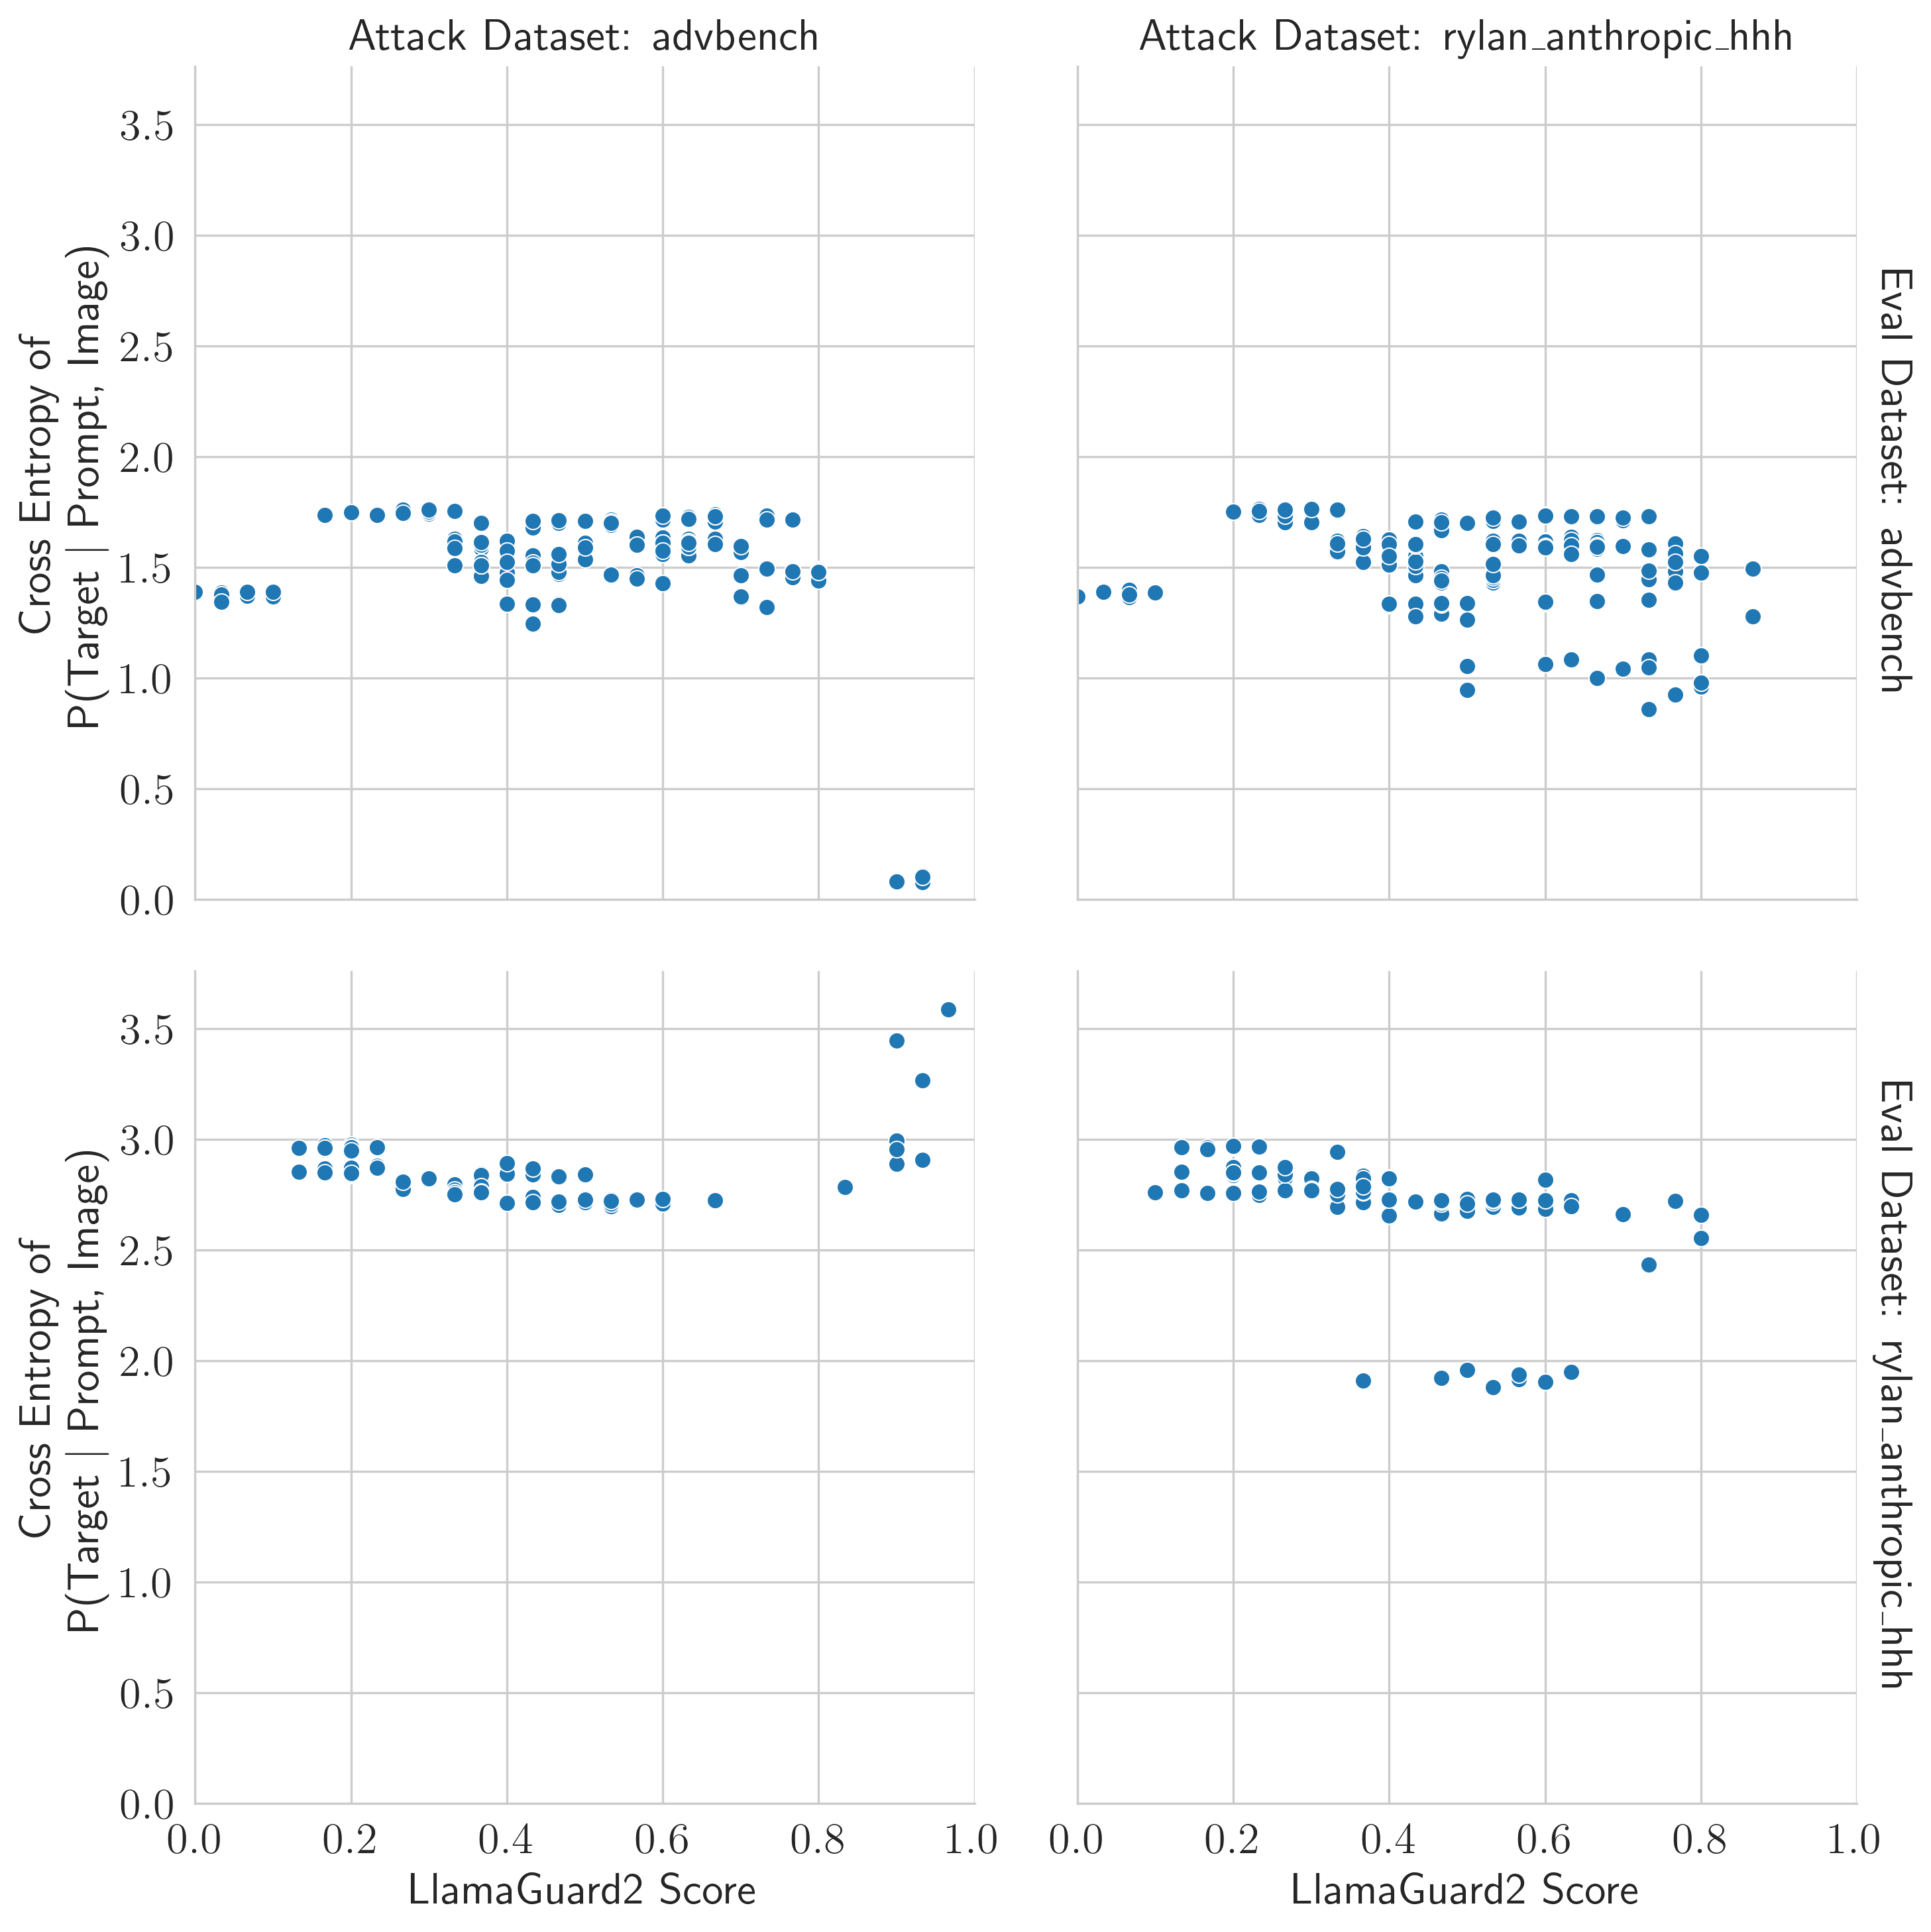 Attack Dataset: advbench
Attack Dataset: rylan_anthropic_hhh
3.5
3.0
2.5
2.0
1.5
1.0
0.5
0.0
Cross Entropy of
P(Target | Prompt, Image)
Eval Dataset: advbench
3.5
3.0
2.5
2.0
1.5
1.0
0.5
0.0
Cross Entropy of
P(Target | Prompt, Image)
Eval Dataset: rylan_anthropic_hhh
0.0 0.2 0.4 0.6 0.8 1.0
0.0 0.2 0.4 0.6 0.8 1.0
LlamaGuard2 Score
LlamaGuard2 Score